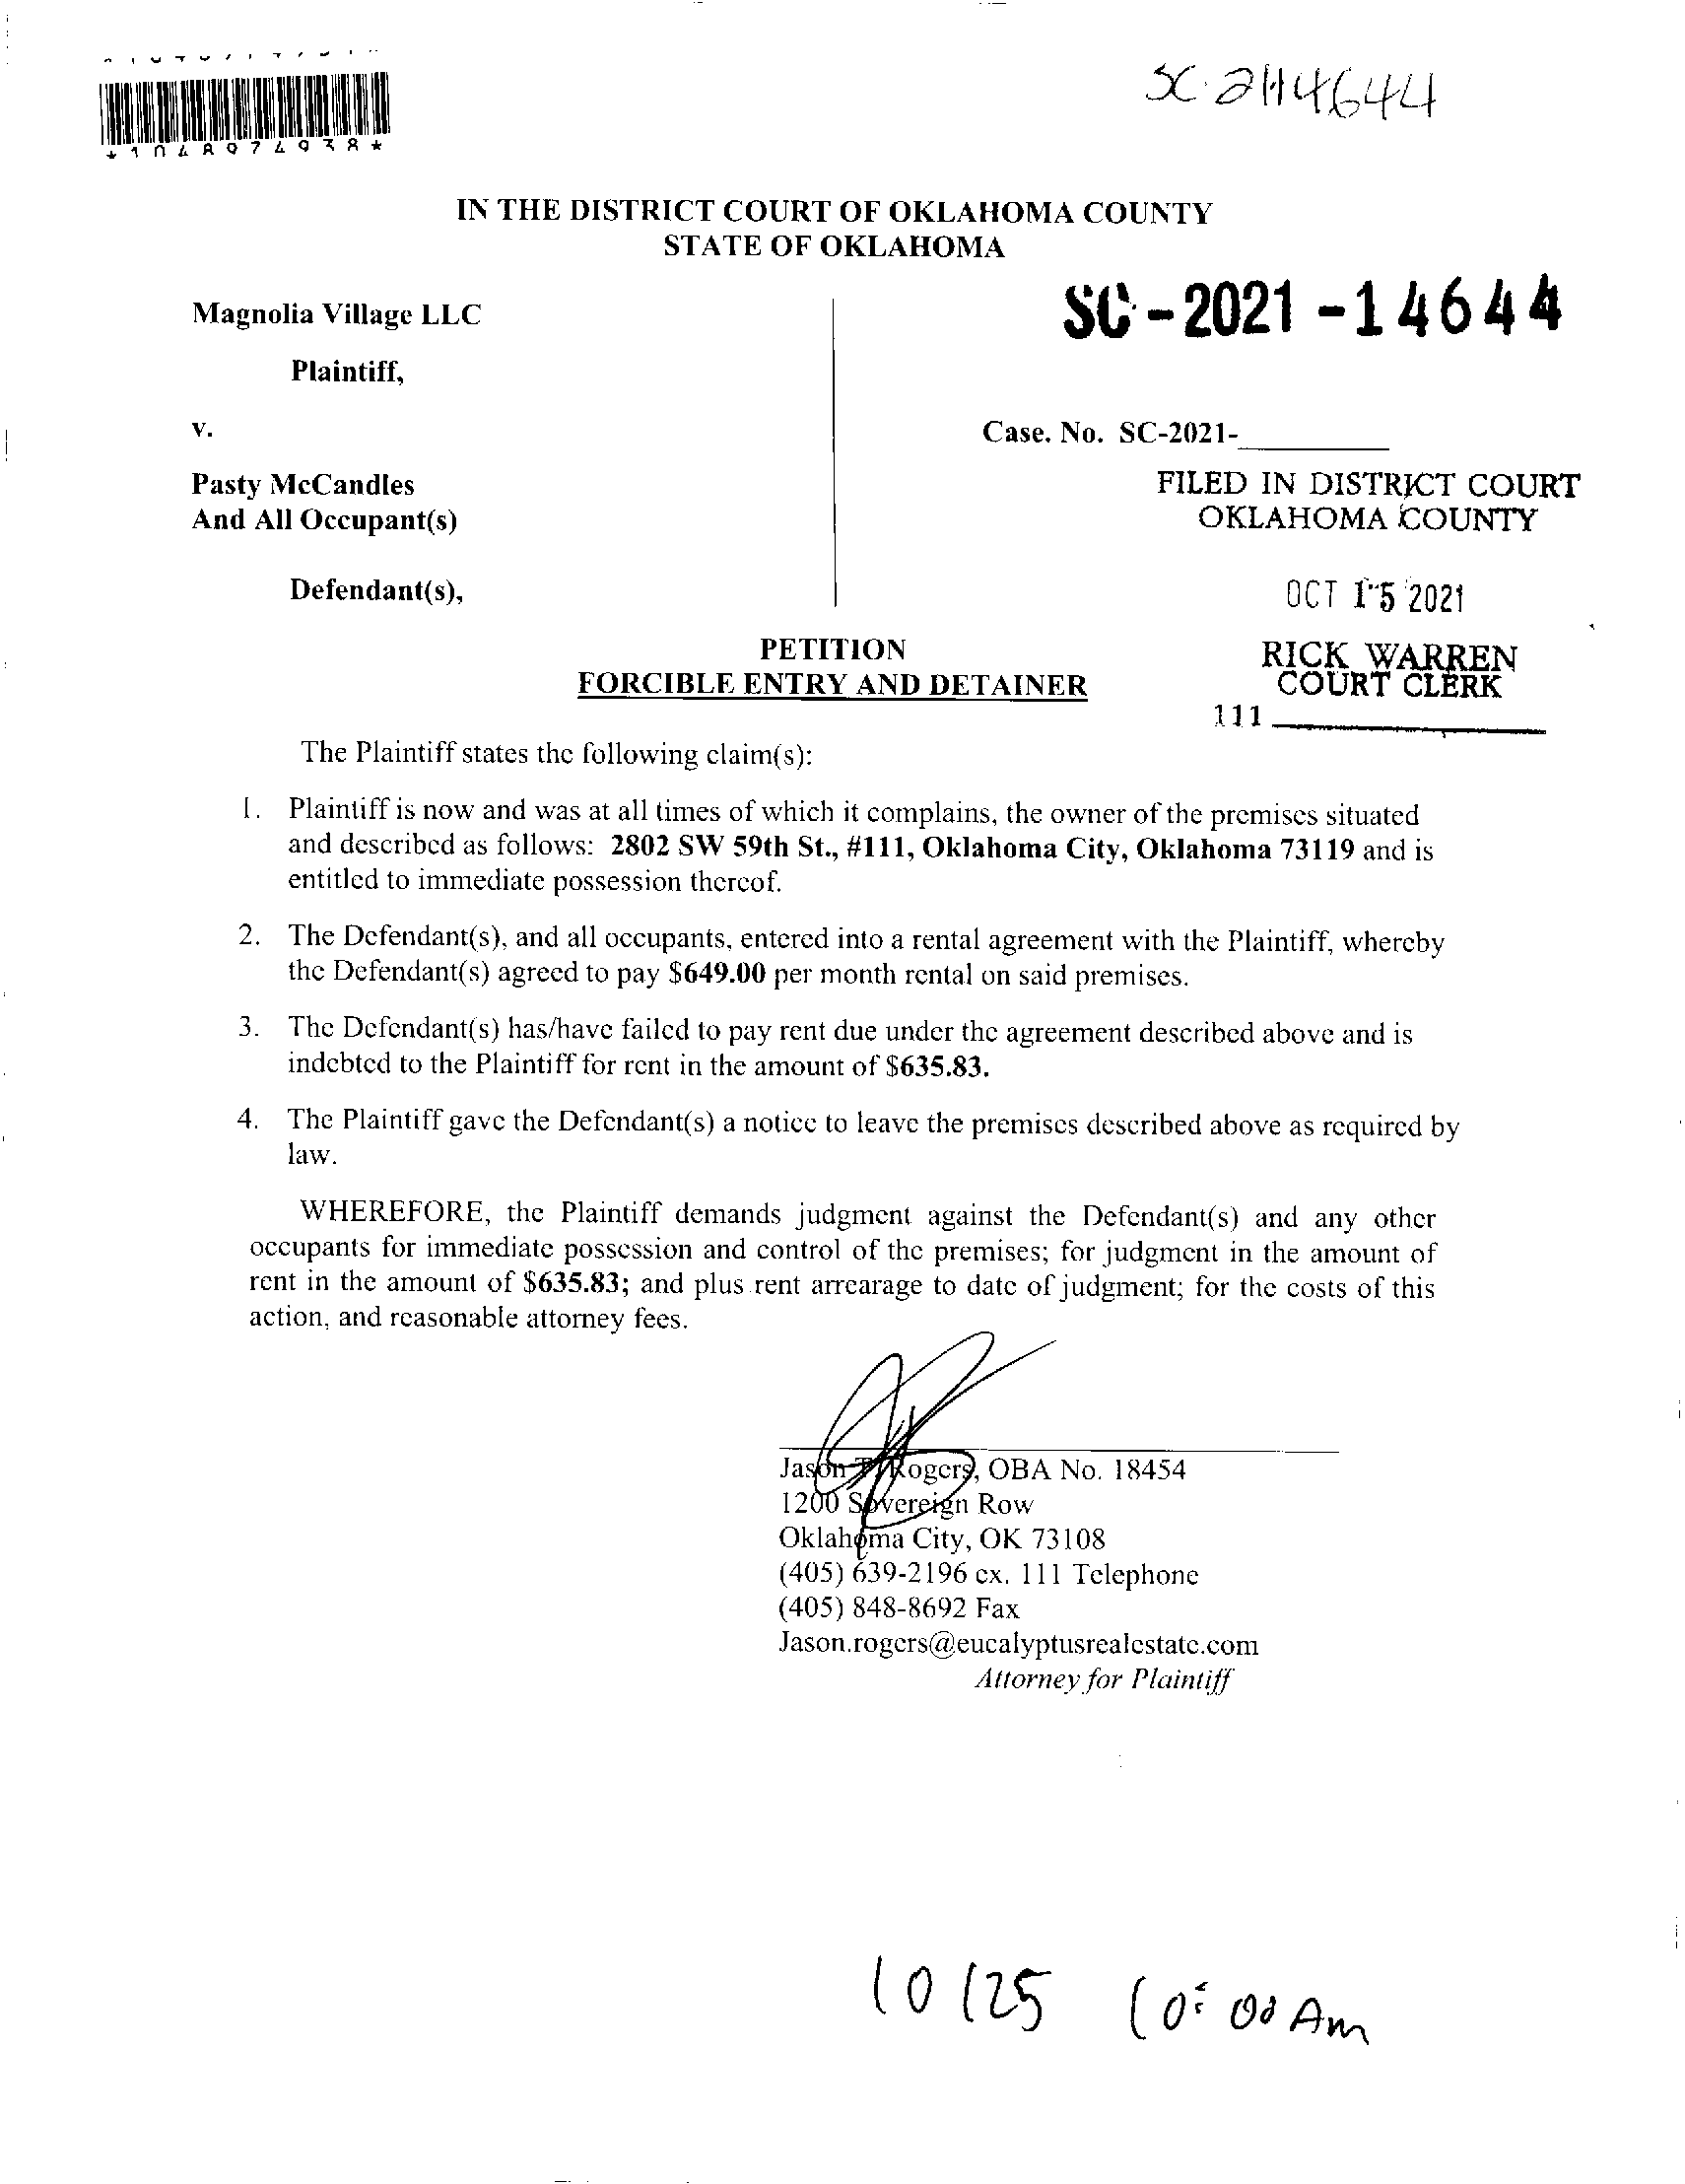 SC-2114644
*1048974938*
IN THE DISTRICT COURT OF OKLAHOMA COUNTY
STATE OF OKLAHOMA
Magnolia Village LLC
SC-2021-14644
Plaintiff,
v.
Case. No. SC-2021-__________
Pasty McCandles
And All Occupant(s)
FILED IN DISTRICT COURT
OKLAHOMA COUNTY
Defendant(s),
OCT 15 2021
PETITION
FORCIBLE ENTRY AND DETAINER
RICK WARREN
COURT CLERK
111 __________
The Plaintiff states the following claim(s):
1. Plaintiff is now and was at all times of which it complains, the owner of the premises situated
and described as follows: 2802 SW 59th St., #111, Oklahoma City, Oklahoma 73119 and is
entitled to immediate possession thereof.
2. The Defendant(s), and all occupants, entered into a rental agreement with the Plaintiff, whereby
the Defendant(s) agreed to pay $649.00 per month rental on said premises.
3. The Defendant(s) has/have failed to pay rent due under the agreement described above and is
indebted to the Plaintiff for rent in the amount of $635.83.
4. The Plaintiff gave the Defendant(s) a notice to leave the premises described above as required by
law.
WHEREFORE, the Plaintiff demands judgment against the Defendant(s) and any other
occupants for immediate possession and control of the premises; for judgment in the amount of
rent in the amount of $635.83; and plus rent arrearage to date of judgment; for the costs of this
action, and reasonable attorney fees.
Jason T. Rogers, OBA No. 18454
1200 Sovereign Row
Oklahoma City, OK 73108
(405) 639-2196 ex. 111 Telephone
(405) 848-8692 Fax
Jason.rogers@eucalyptusrealestate.com
Attorney for Plaintiff
10/25 10:00 Am